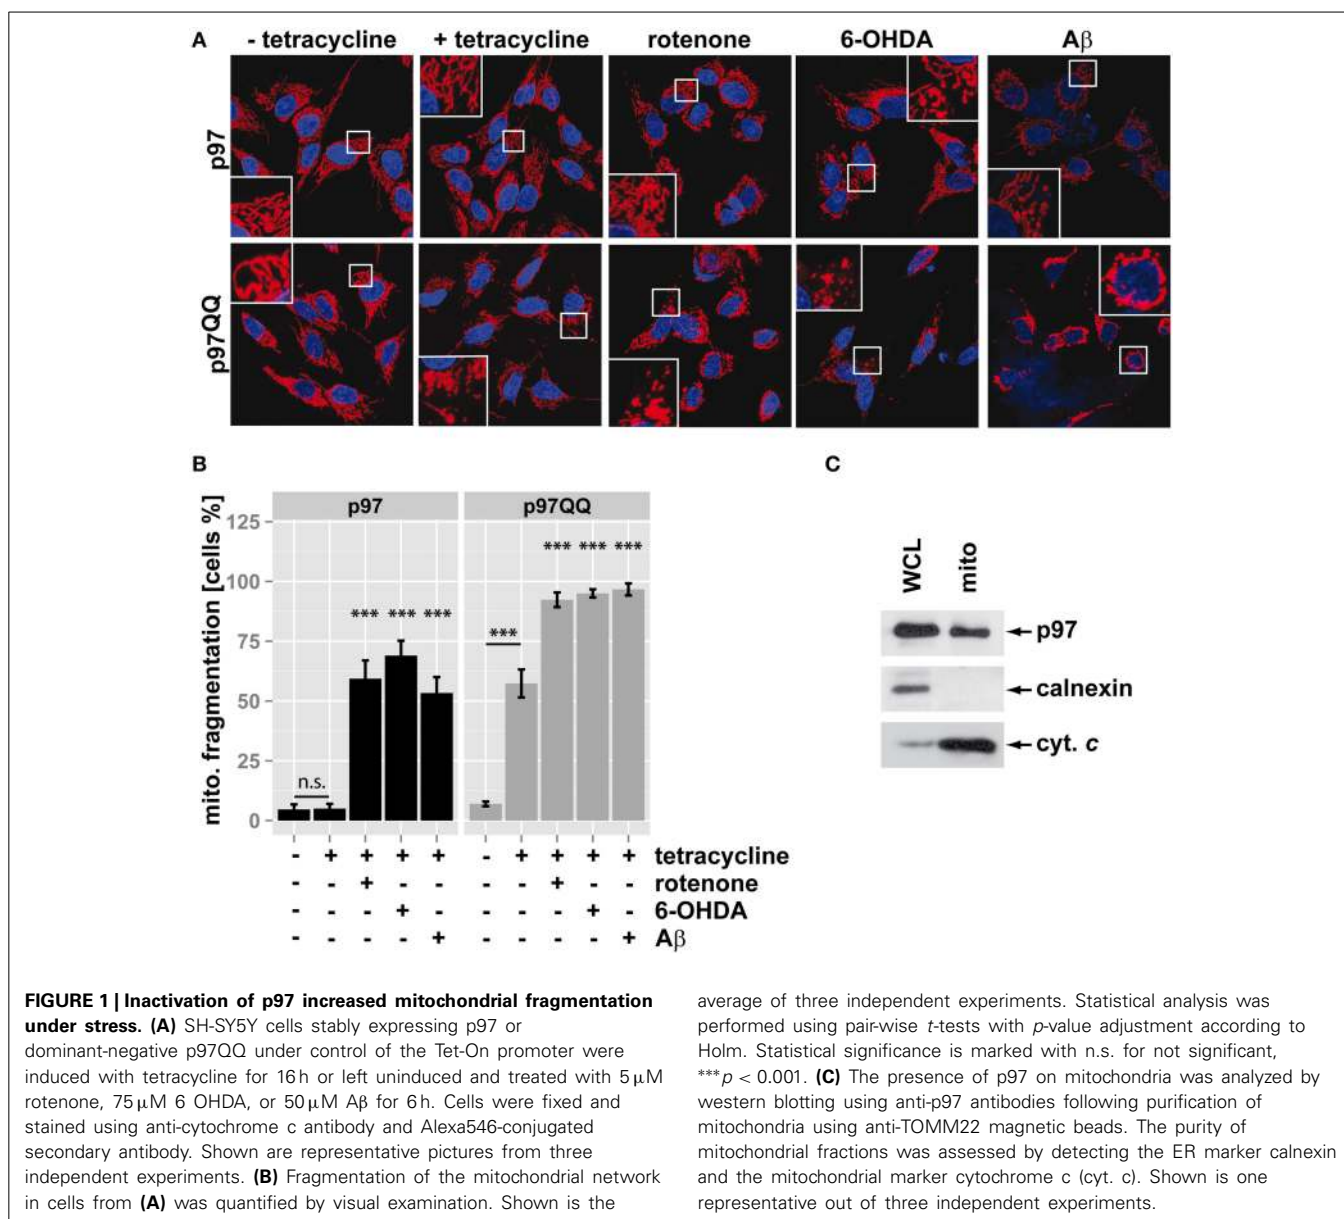 A
- tetracycline
+ tetracycline
rotenone
6-OHDA
Aβ
p97
p97QQ
B
p97
p97QQ
mito. fragmentation [cells %]
125
100
75
50
25
0
n.s.
*** *** ***
***
*** *** ***
- + + + + - + + + + tetracycline
- - + - - - - + - - rotenone
- - - + - - - - + - 6-OHDA
- - - - + - - - - + Aβ
C
WCL
mito
p97
calnexin
cyt. c
FIGURE 1 | Inactivation of p97 increased mitochondrial fragmentation
under stress. (A) SH-SY5Y cells stably expressing p97 or
dominant-negative p97QQ under control of the Tet-On promoter were
induced with tetracycline for 16 h or left uninduced and treated with 5 μM
rotenone, 75 μM 6 OHDA, or 50 μM Aβ for 6 h. Cells were fixed and
stained using anti-cytochrome c antibody and Alexa546-conjugated
secondary antibody. Shown are representative pictures from three
independent experiments. (B) Fragmentation of the mitochondrial network
in cells from (A) was quantified by visual examination. Shown is the
average of three independent experiments. Statistical analysis was
performed using pair-wise t-tests with p-value adjustment according to
Holm. Statistical significance is marked with n.s. for not significant,
***p < 0.001. (C) The presence of p97 on mitochondria was analyzed by
western blotting using anti-p97 antibodies following purification of
mitochondria using anti-TOMM22 magnetic beads. The purity of
mitochondrial fractions was assessed by detecting the ER marker calnexin
and the mitochondrial marker cytochrome c (cyt. c). Shown is one
representative out of three independent experiments.